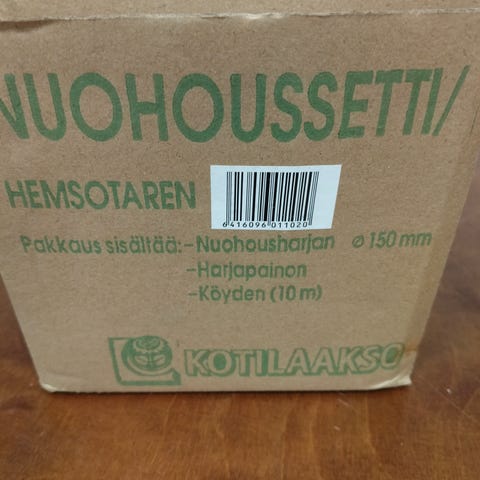 NUOHOUSSETTI/
HEMSOTAREN
6416096011020
Pakkaus sisältää:-Nuohousharjan ø 150 mm
-Harjapainon
-Köyden (10 m)
KOTILAAKSO